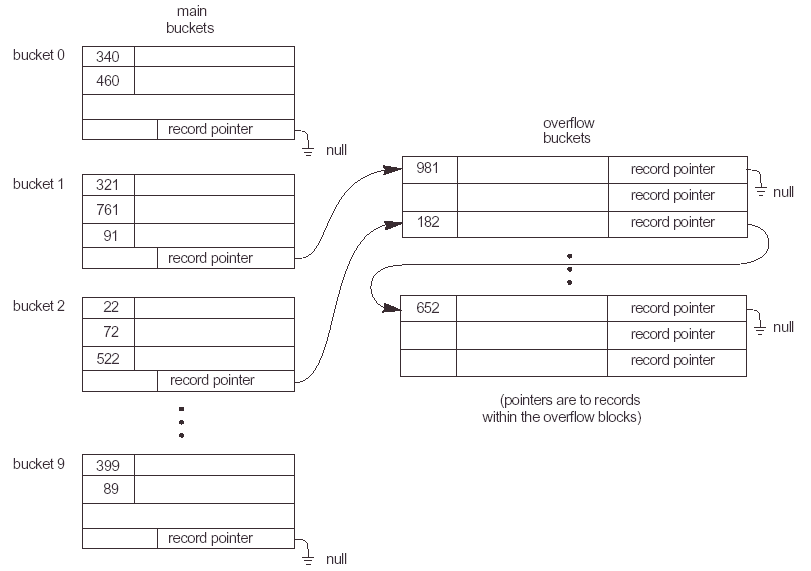 main
buckets
bucket 0
340
460
record pointer
null
bucket 1
321
761
91
record pointer
bucket 2
22
72
522
record pointer
bucket 9
399
89
record pointer
null
overflow
buckets
981
record pointer
null
record pointer
182
record pointer
652
record pointer
null
record pointer
record pointer
(pointers are to records
within the overflow blocks)